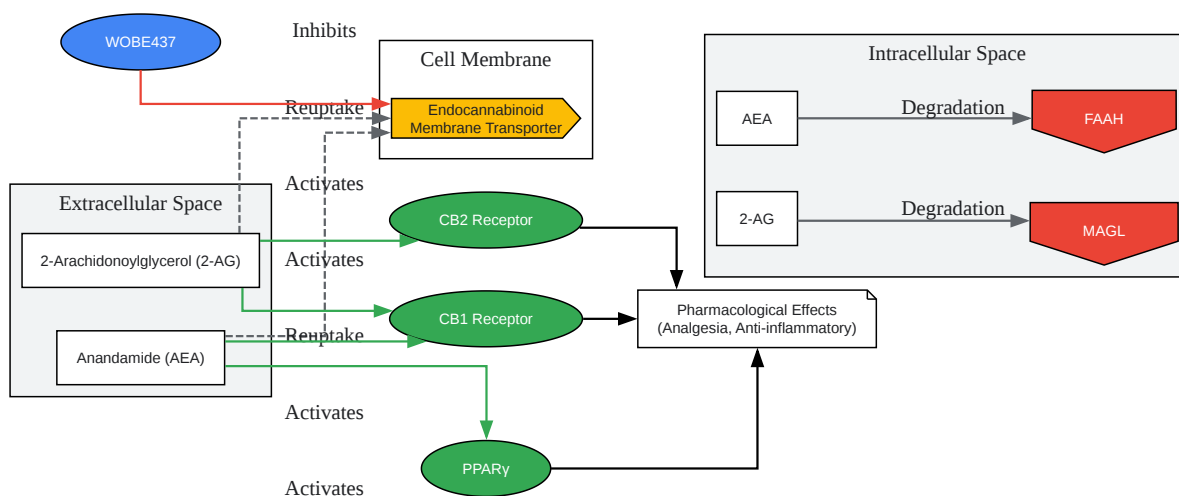 WOBE437
Inhibits
Cell Membrane
Reuptake
Endocannabinoid
Membrane Transporter
Intracellular Space
AEA
Degradation
FAAH
2-AG
Degradation
MAGL
Activates
Extracellular Space
2-Arachidonoylglycerol (2-AG)
CB2 Receptor
Activates
CB1 Receptor
Pharmacological Effects
(Analgesia, Anti-inflammatory)
Reuptake
Anandamide (AEA)
Activates
PPARγ
Activates